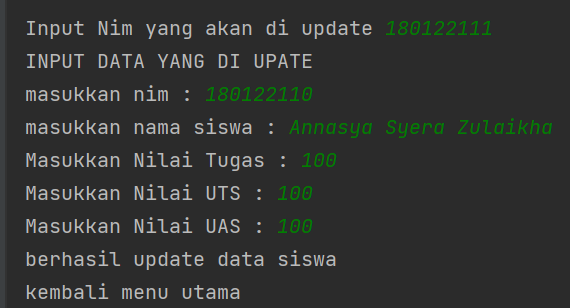 Input Nim yang akan di update 180122111
INPUT DATA YANG DI UPATE
masukkan nim : 180122110
masukkan nama siswa : Annasya Syera Zulaikha
Masukkan Nilai Tugas : 100
Masukkan Nilai UTS : 100
Masukkan Nilai UAS : 100
berhasil update data siswa
kembali menu utama